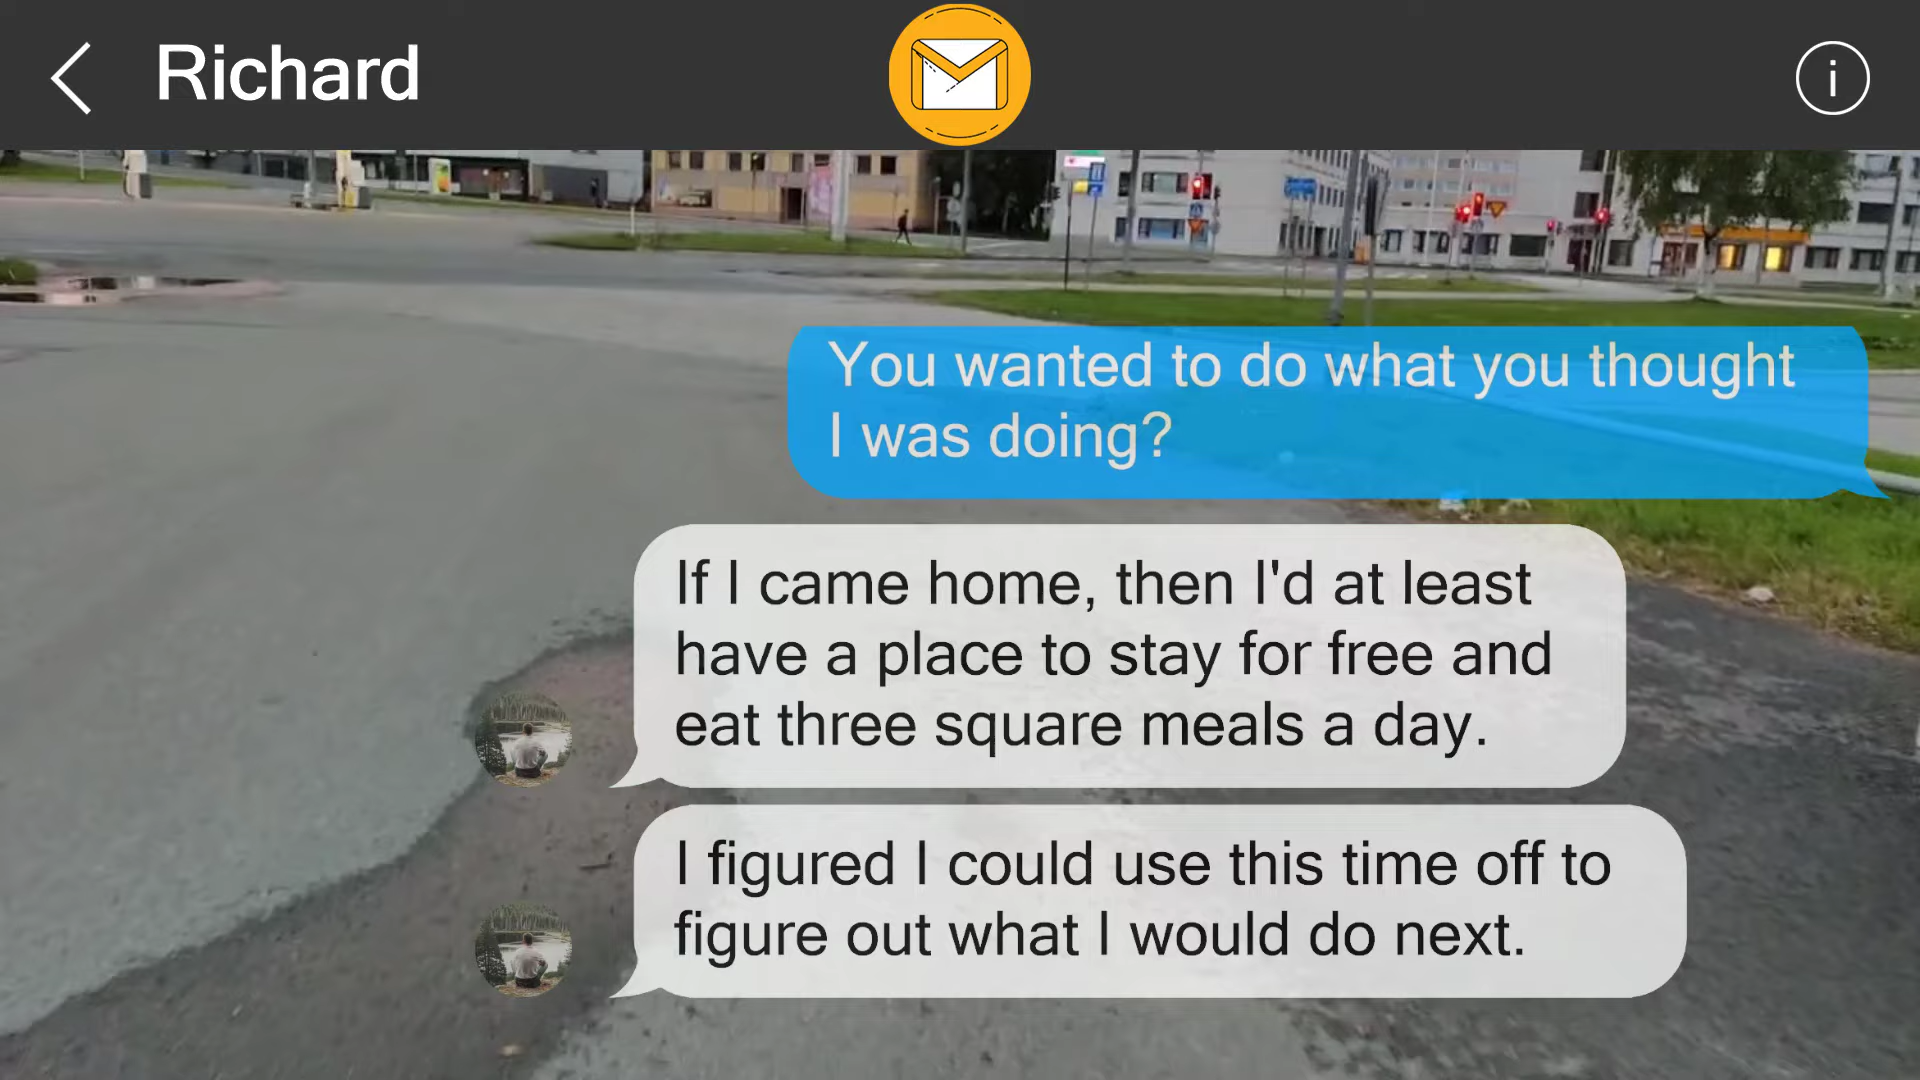 Richard
You wanted to do what you thought
I was doing?
If I came home, then I'd at least
have a place to stay for free and
eat three square meals a day.
I figured I could use this time off to
figure out what I would do next.